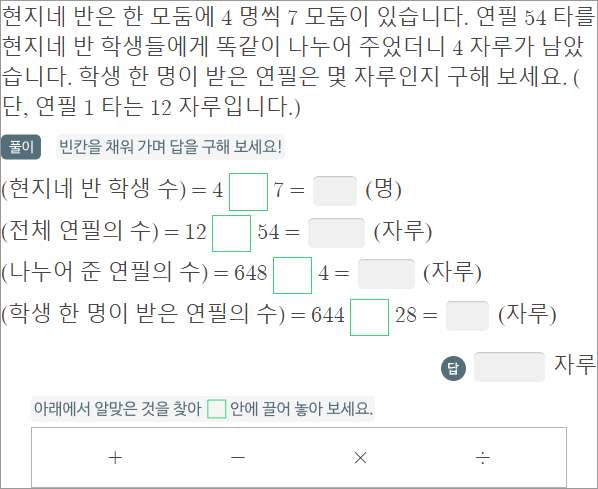 현지네 반은 한 모둠에 4 명씩 7 모둠이 있습니다. 연필 54 타를
현지네 반 학생들에게 똑같이 나누어 주었더니 4 자루가 남았
습니다. 학생 한 명이 받은 연필은 몇 자루인지 구해 보세요. (
단, 연필 1 타는 12 자루입니다.)
풀이 빈칸을 채워 가며 답을 구해 보세요!
(현지네 반 학생 수) = 4 7 = (명)
(전체 연필의 수) = 12 54 = (자루)
(나누어 준 연필의 수) = 648 4 = (자루)
(학생 한 명이 받은 연필의 수) = 644 28 = (자루)
답 자루
아래에서 알맞은 것을 찾아 안에 끌어 놓아 보세요.
+ − × ÷